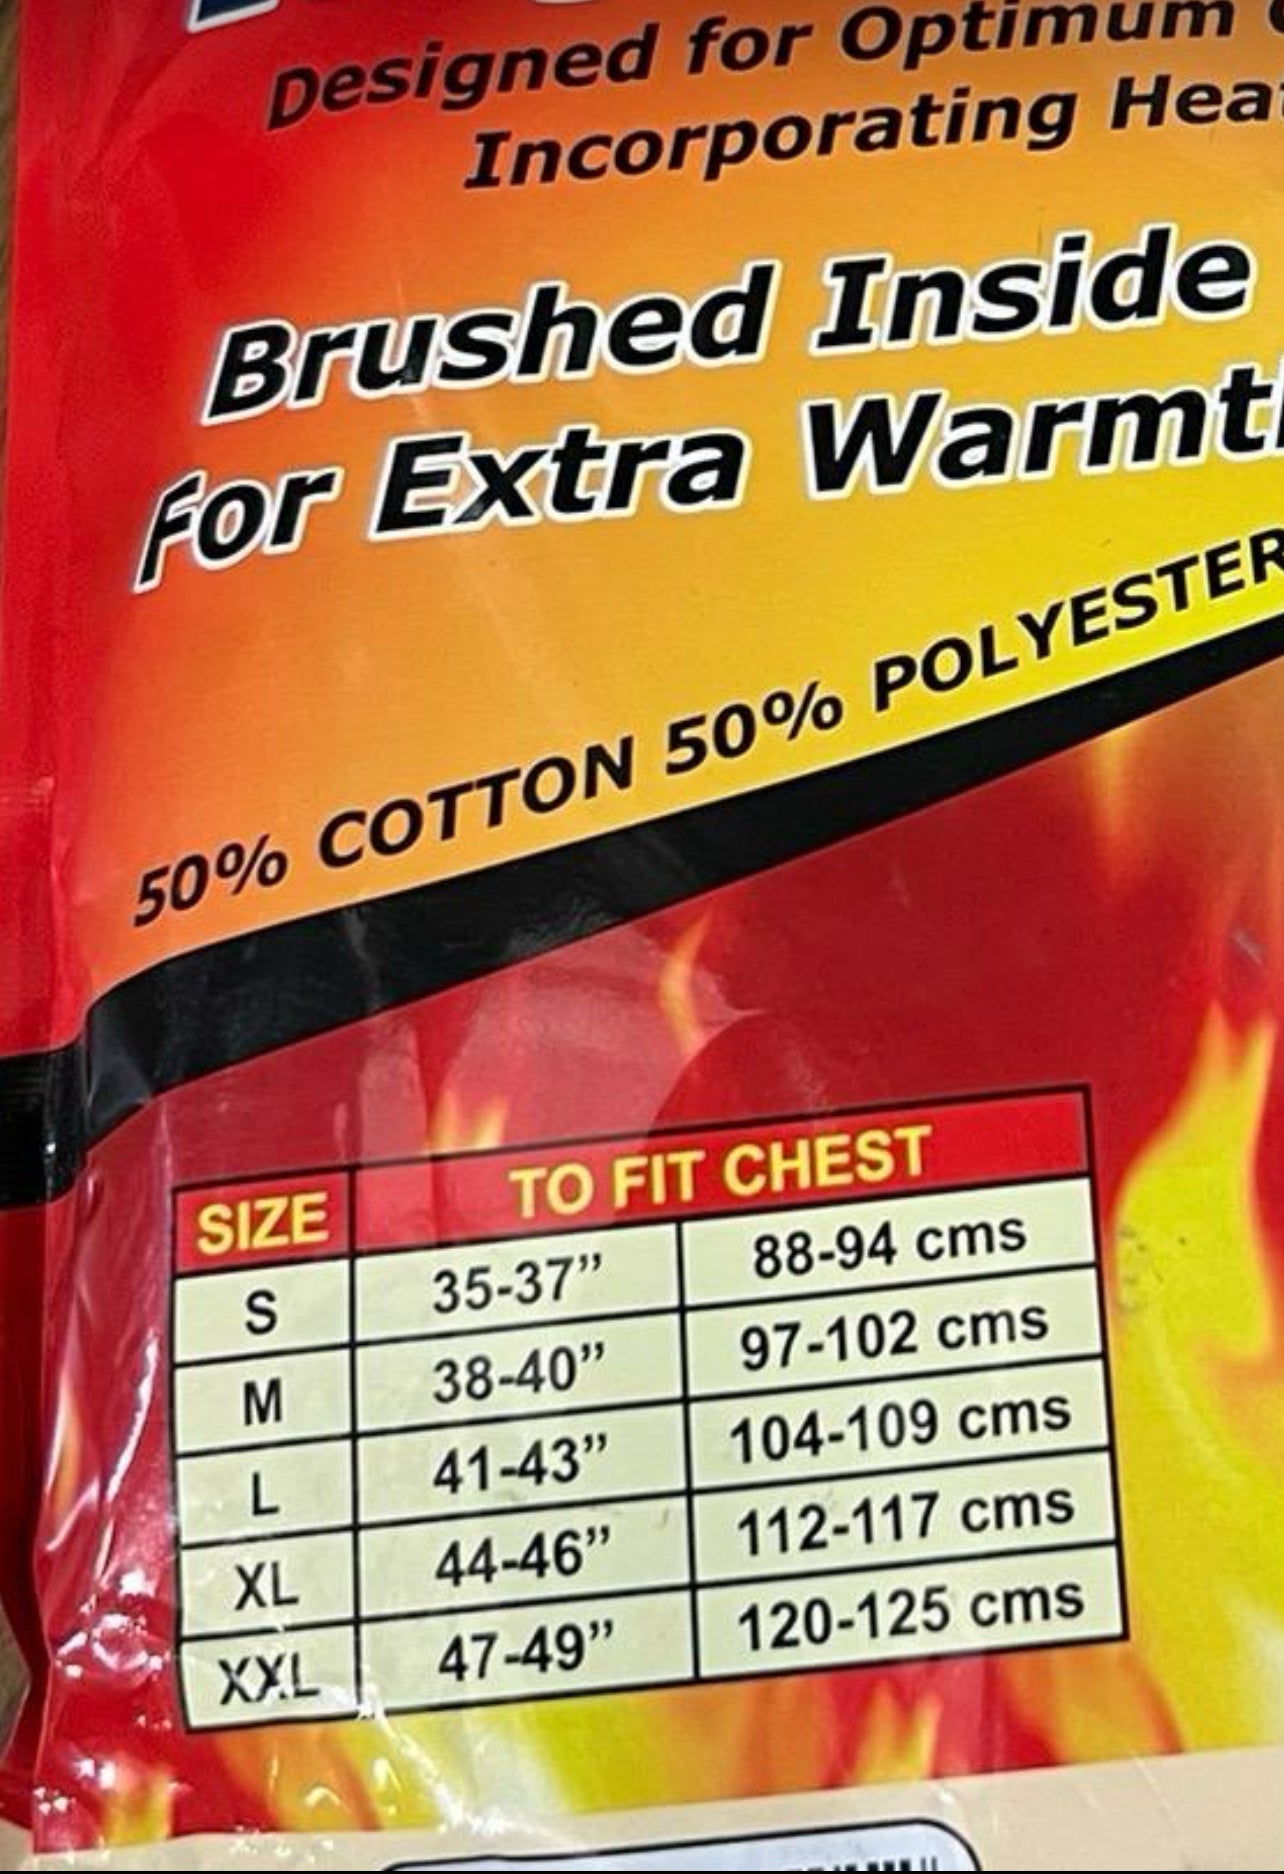 Designed for Optimum
Incorporating
Brushed Inside
For Extra
50% COTTON 50% POLYESTER
SIZE TO FIT CHEST
S 35-37” 88-94 cms
M 38-40” 97-102 cms
L 41-43” 104-109 cms
XL 44-46” 112-117 cms
XXL 47-49” 120-125 cms